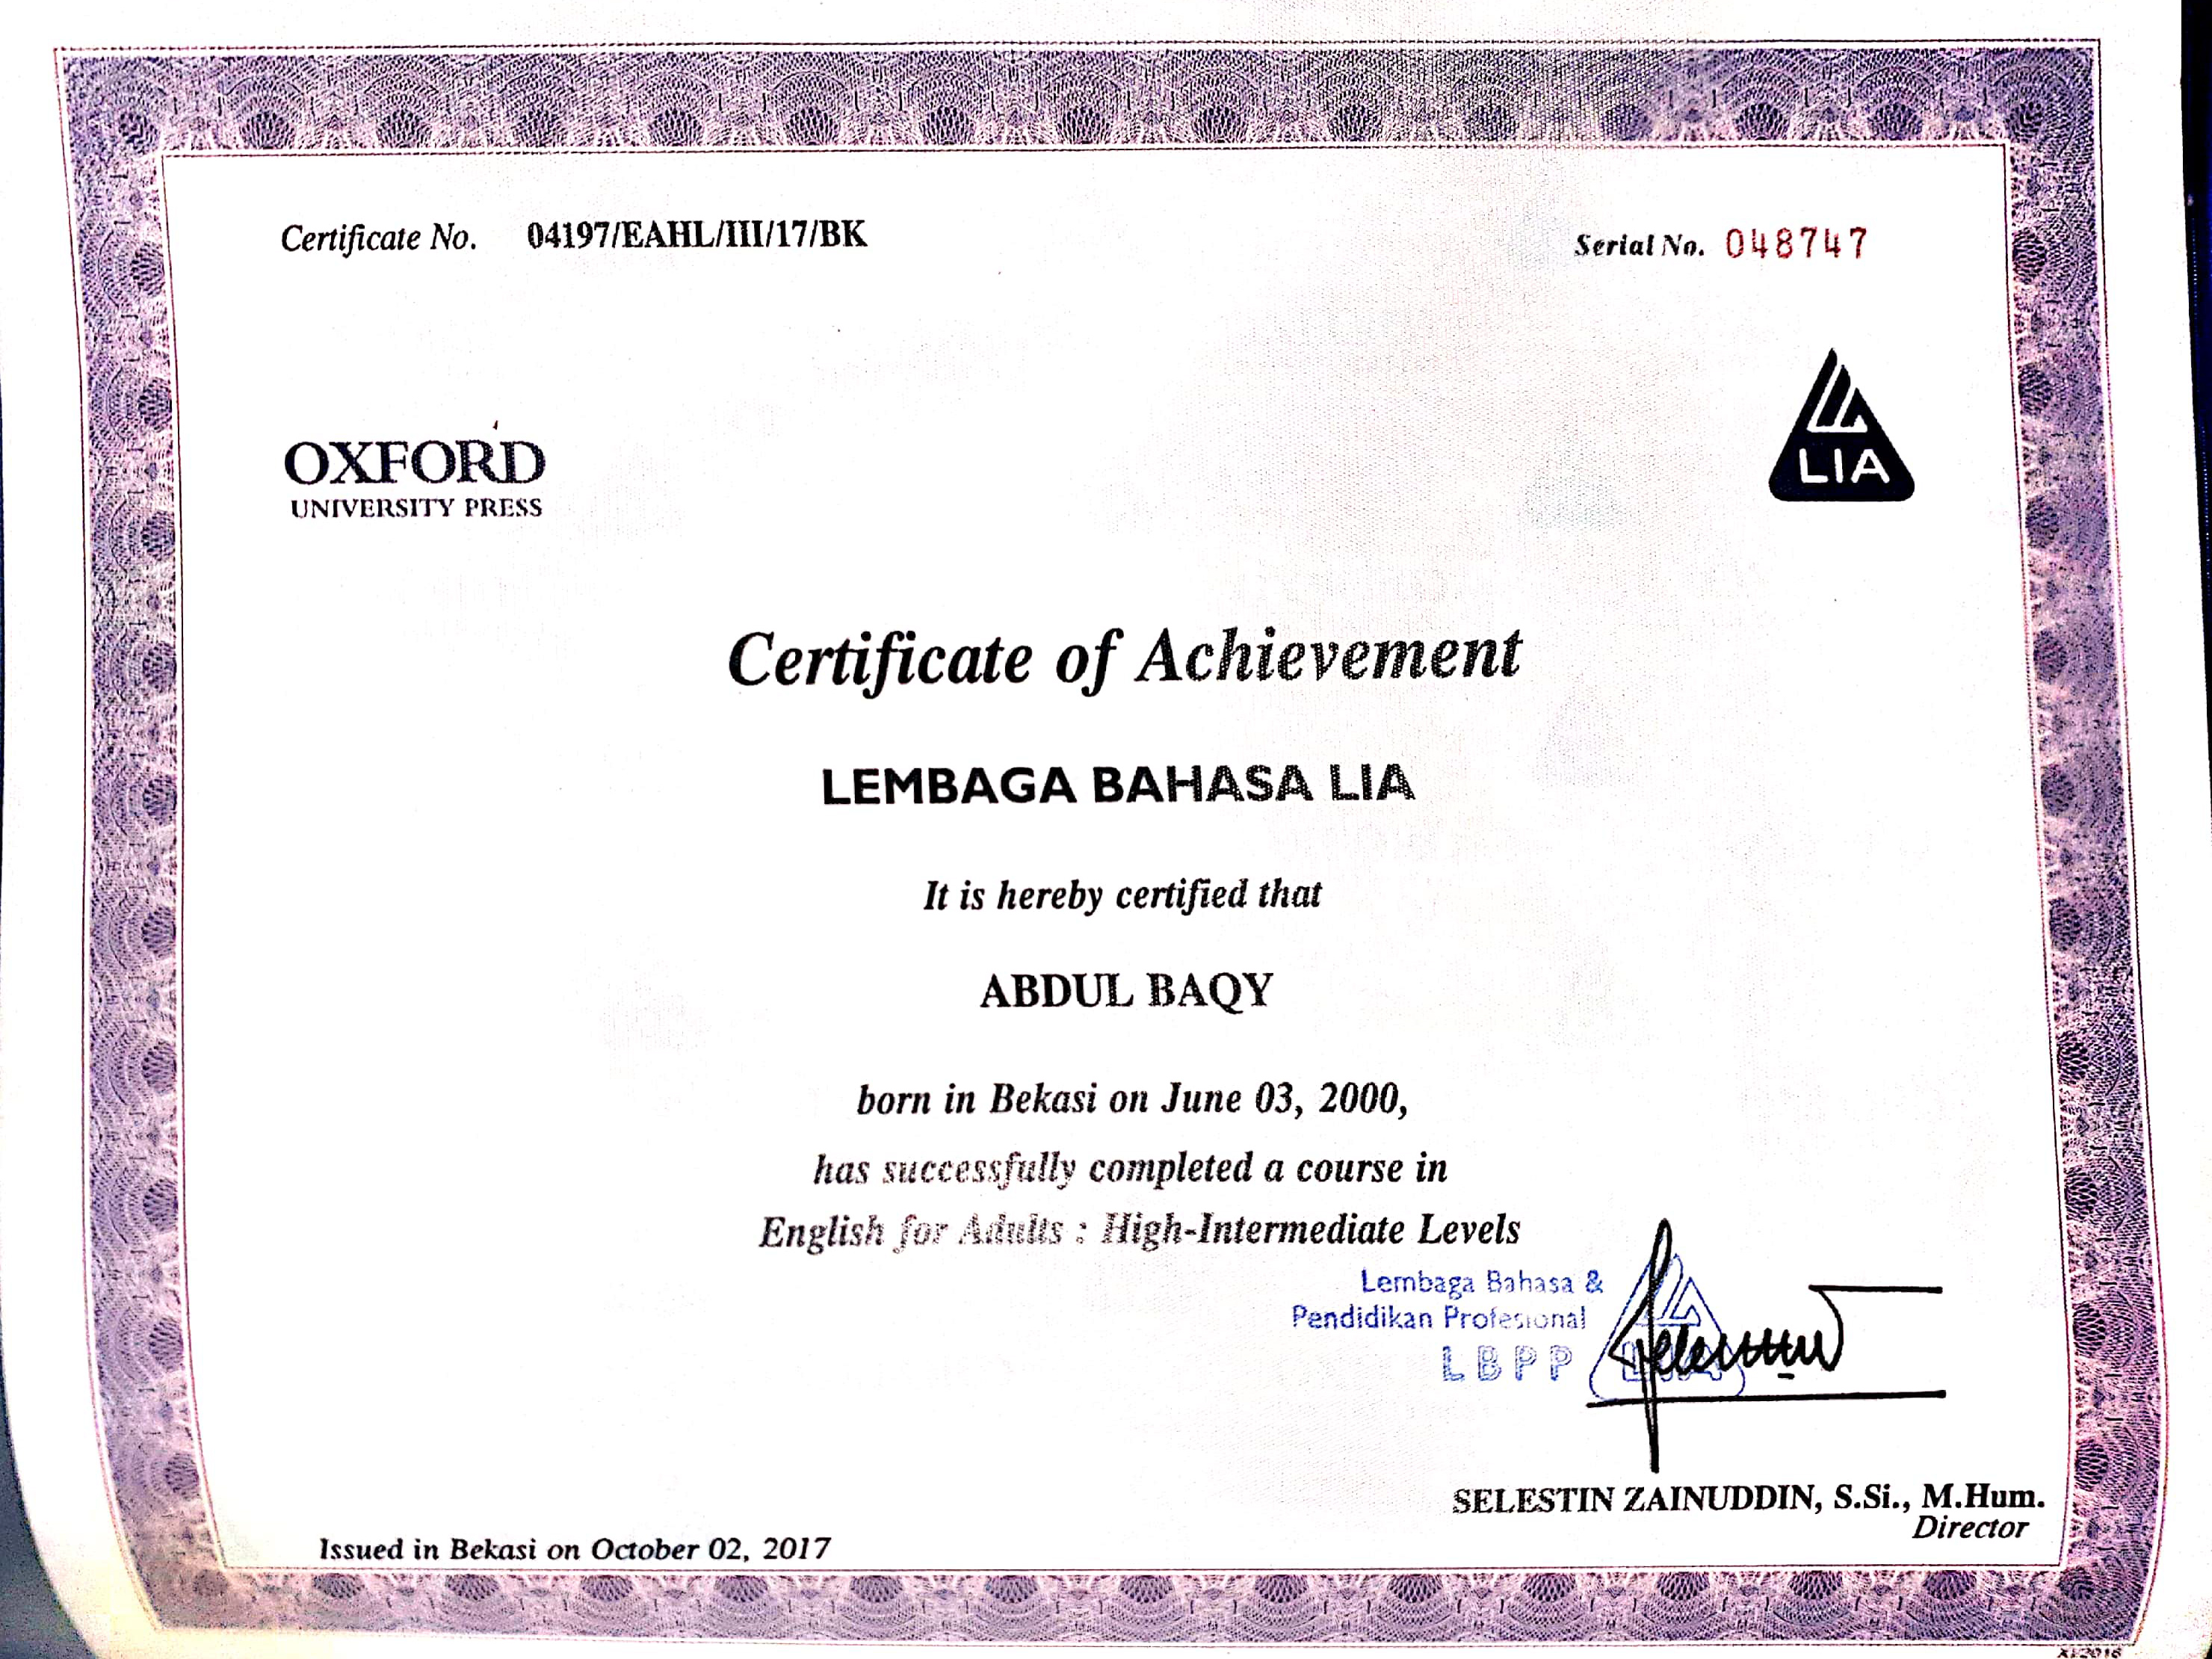 Certificate No. 04197/EAHL/III/17/BK
Serial No. 048747
OXFORD
UNIVERSITY PRESS
LIA
Certificate of Achievement
LEMBAGA BAHASA LIA
It is hereby certified that
ABDUL BAQY
born in Bekasi on June 03, 2000,
has successfully completed a course in
English for Adults : High-Intermediate Levels
Lembaga Bahasa &
Pendidikan Profesional
LBPP LIA
SELESTIN ZAINUDDIN, S.Si., M.Hum.
Director
Issued in Bekasi on October 02, 2017